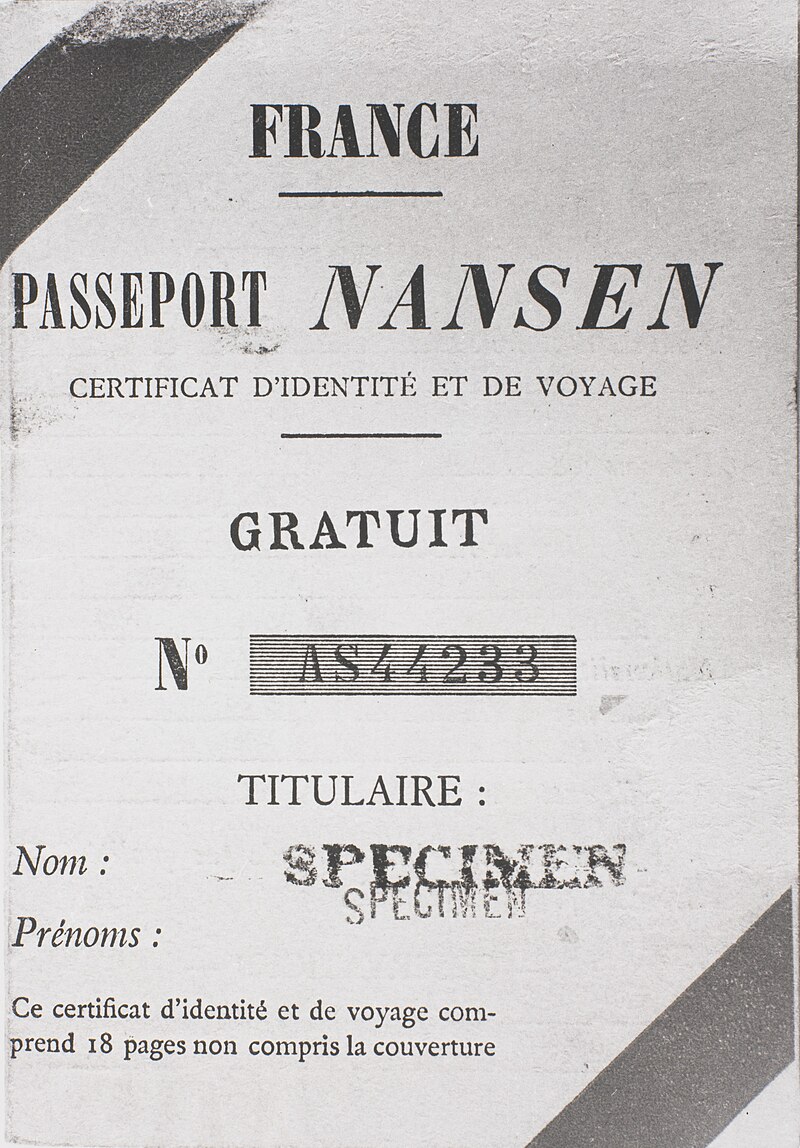 FRANCE
PASSEPORT NANSEN
CERTIFICAT D'IDENTITÉ ET DE VOYAGE
GRATUIT
Nº AS44233
TITULAIRE :
Nom : SPECIMEN
SPECIMEN
Prénoms :
Ce certificat d'identité et de voyage com-
prend 18 pages non compris la couverture